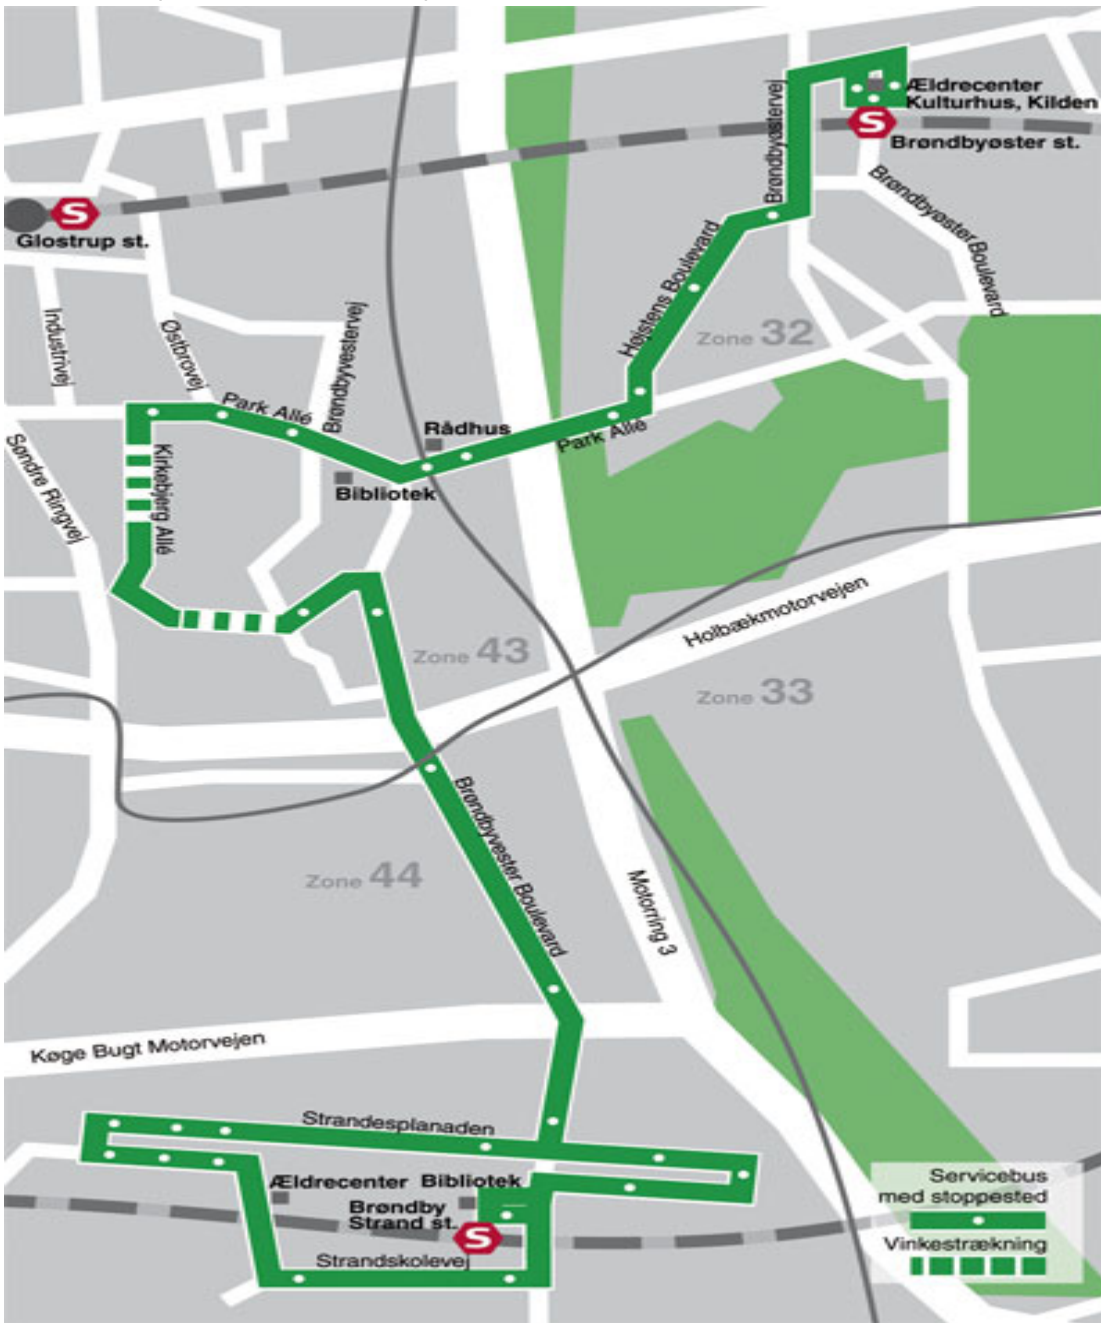 Ældrecenter
Kulturhus, Kilden
S
Brøndbyøster st.
Brøndbyøstervej
Brøndbyøster Boulevard
S
Glostrup st.
Højstens Boulevard
Zone 32
Industrivej
Østbrovej
Brøndbyvestervej
Park Allé
Rådhus
Park Allé
Søndre Ringvej
Kirkebjerg Allé
Bibliotek
Holbækmotorvejen
Zone 43
Zone 33
Brøndbyvester Boulevard
Zone 44
Motorring 3
Køge Bugt Motorvejen
Strandesplanaden
Ældrecenter
Bibliotek
Brøndby
Strand st.
S
Strandskolevej
Servicebus
med stoppested
Vinkestrækning